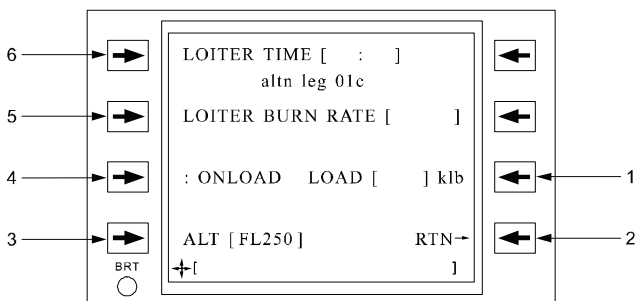 6 LOITER TIME [ : ]
altn leg 01c
5 LOITER BURN RATE [ ]
4 : ONLOAD LOAD [ ] klb 1
3 ALT [FL250] RTN→ 2
BRT [ ]